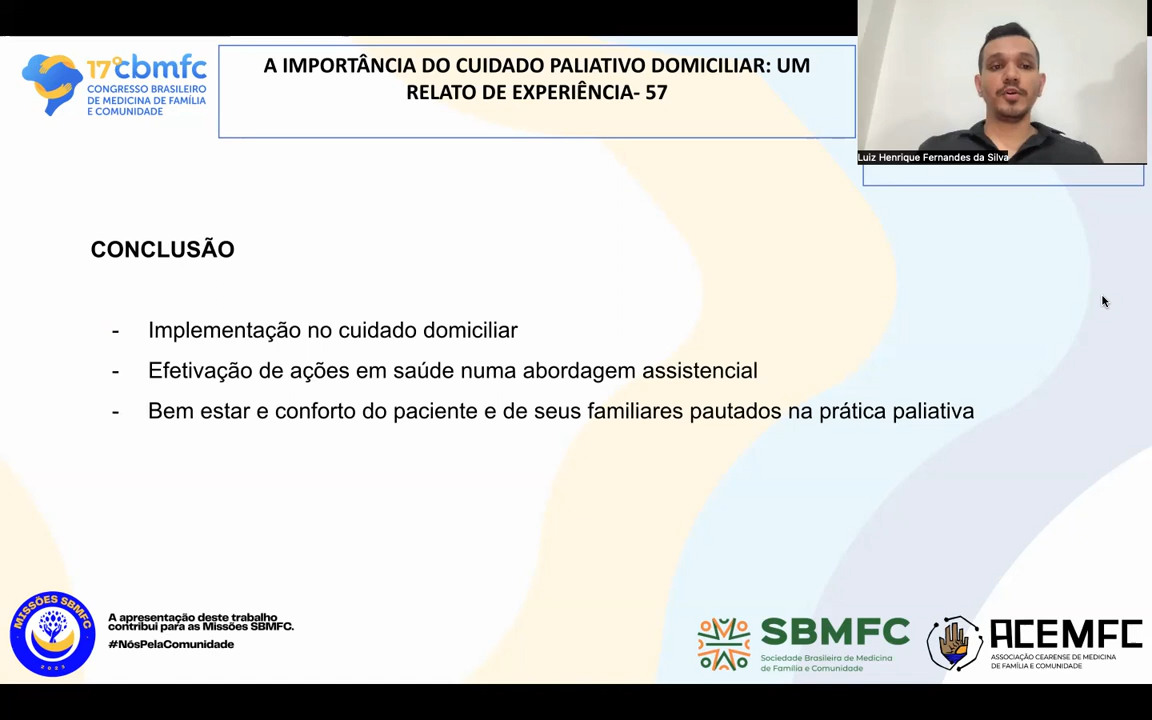 17º cbmfc
CONGRESSO BRASILEIRO
DE MEDICINA DE FAMÍLIA
E COMUNIDADE
A IMPORTÂNCIA DO CUIDADO PALIATIVO DOMICILIAR: UM
RELATO DE EXPERIÊNCIA- 57
Luiz Henrique Fernandes da Silva
CONCLUSÃO
- Implementação no cuidado domiciliar
- Efetivação de ações em saúde numa abordagem assistencial
- Bem estar e conforto do paciente e de seus familiares pautados na prática paliativa
MISSÕES SBMFC
2023
A apresentação deste trabalho
contribui para as Missões SBMFC.
#NósPelaComunidade
SBMFC
Sociedade Brasileira de Medicina
de Família e Comunidade
ACEMFC
ASSOCIAÇÃO CEARENSE DE MEDICINA
DE FAMÍLIA E COMUNIDADE